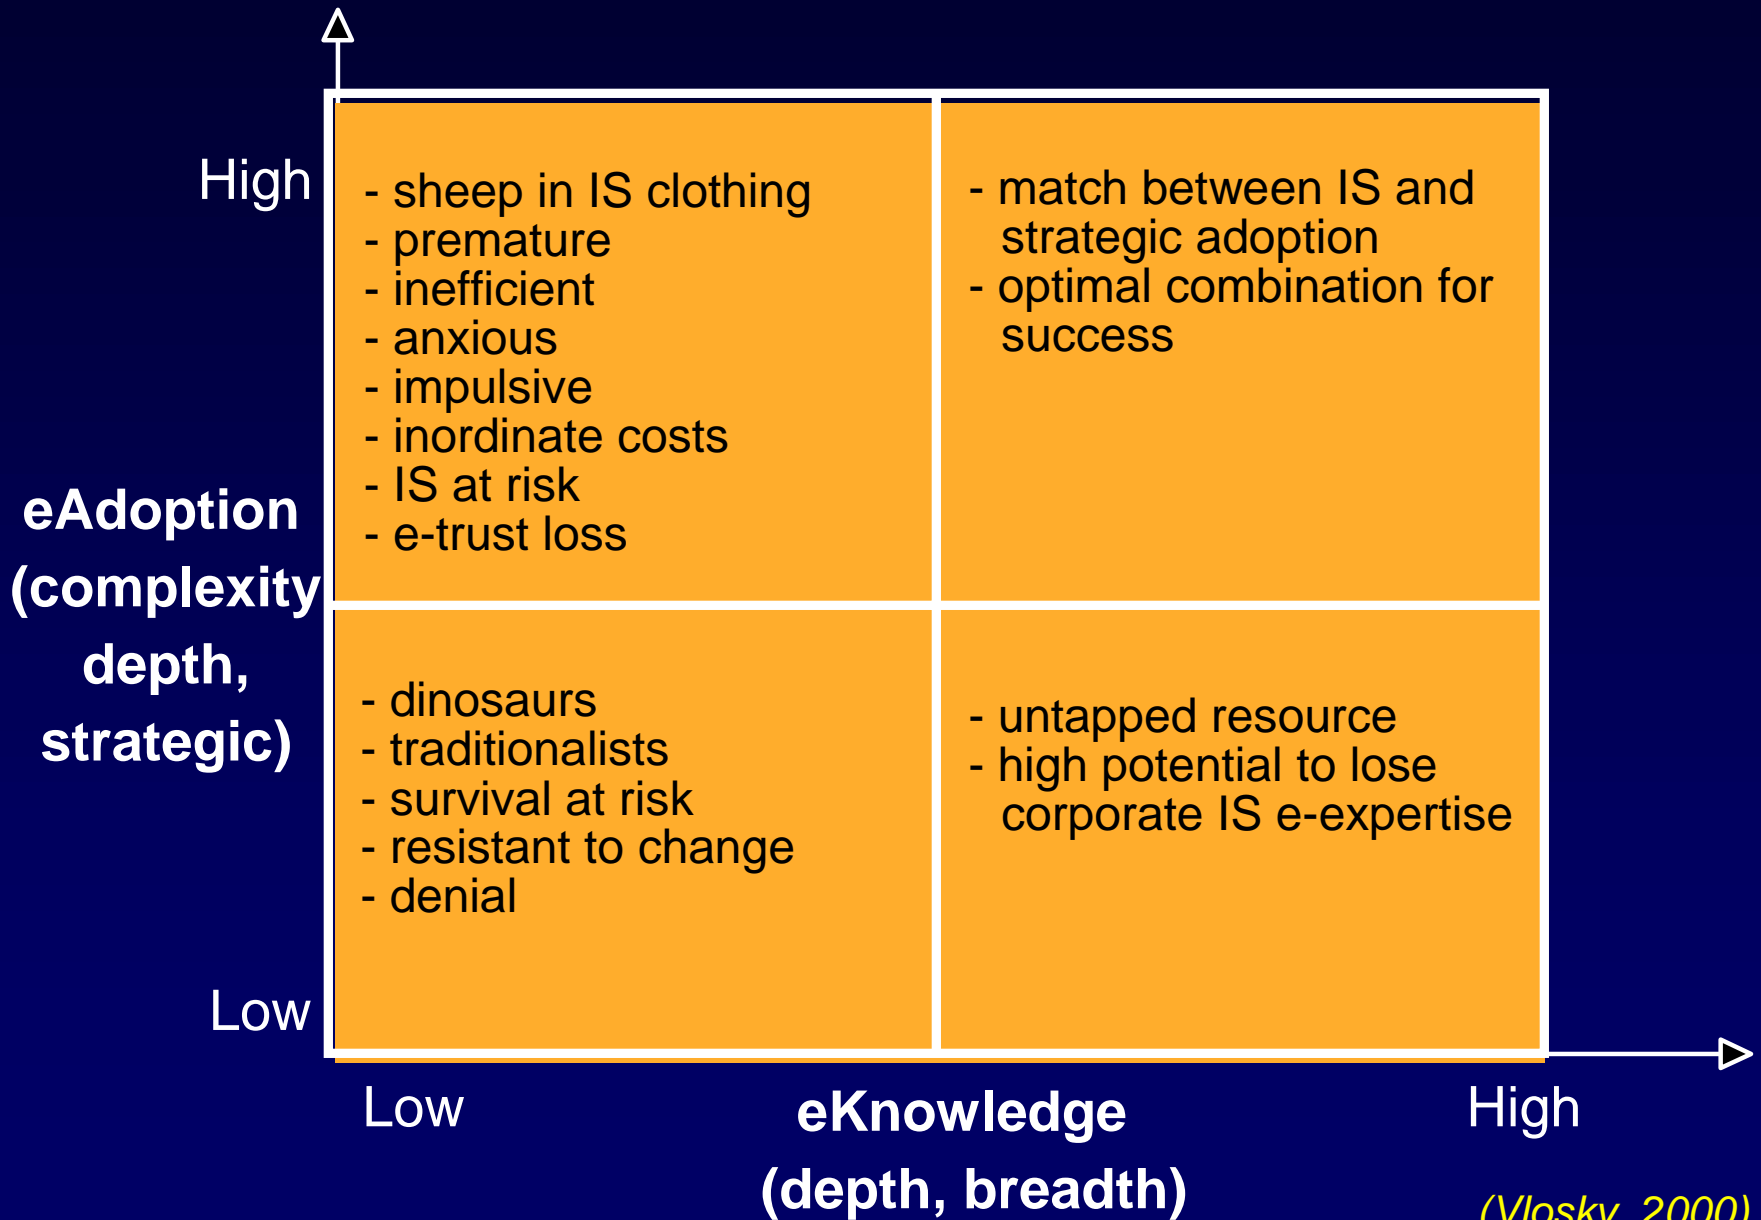 High
- sheep in IS clothing
- premature
- inefficient
- anxious
- impulsive
- inordinate costs
- IS at risk
- e-trust loss
- match between IS and
strategic adoption
- optimal combination for
success
eAdoption
(complexity
depth,
strategic)
- dinosaurs
- traditionalists
- survival at risk
- resistant to change
- denial
- untapped resource
- high potential to lose
corporate IS e-expertise
Low
Low
eKnowledge
(depth, breadth)
High
(Vlosky, 2000)